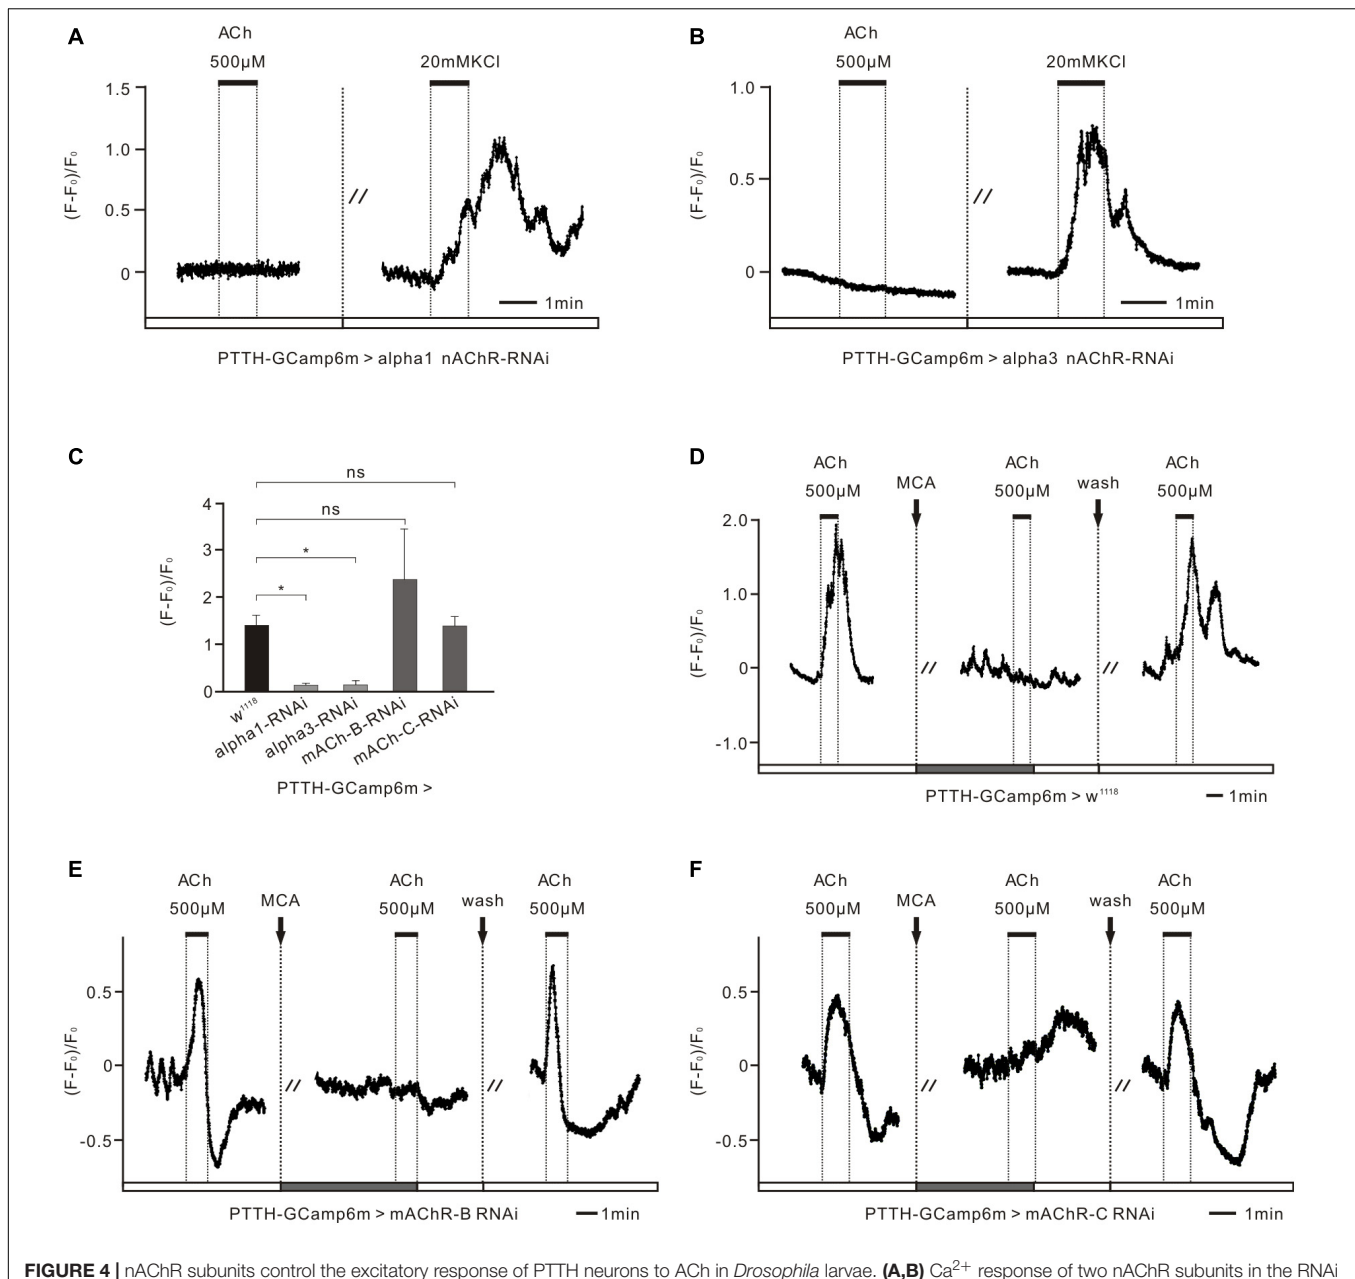 A
ACh
500µM
20mMKCl
1.5
1.0
0.5
0
(F-F₀)/F₀
//
1min
PTTH-GCamp6m > alpha1 nAChR-RNAi
B
ACh
500µM
20mMKCl
1.0
0.5
0
(F-F₀)/F₀
//
1min
PTTH-GCamp6m > alpha3 nAChR-RNAi
C
ns
ns
*
*
4
3
2
1
0
(F-F₀)/F₀
w¹¹¹⁸
alpha1-RNAi
alpha3-RNAi
mACh-B-RNAi
mACh-C-RNAi
PTTH-GCamp6m >
D
ACh
500µM
MCA
ACh
500µM
wash
ACh
500µM
2.0
1.0
0
-1.0
(F-F₀)/F₀
//
//
PTTH-GCamp6m > w¹¹¹⁸
1min
E
ACh
500µM
MCA
ACh
500µM
wash
ACh
500µM
0.5
0
-0.5
(F-F₀)/F₀
//
//
PTTH-GCamp6m > mAChR-B RNAi
1min
F
ACh
500µM
MCA
ACh
500µM
wash
ACh
500µM
0.5
0
-0.5
(F-F₀)/F₀
//
//
PTTH-GCamp6m > mAChR-C RNAi
1min
FIGURE 4 | nAChR subunits control the excitatory response of PTTH neurons to ACh in Drosophila larvae. (A,B) Ca²⁺ response of two nAChR subunits in the RNAi